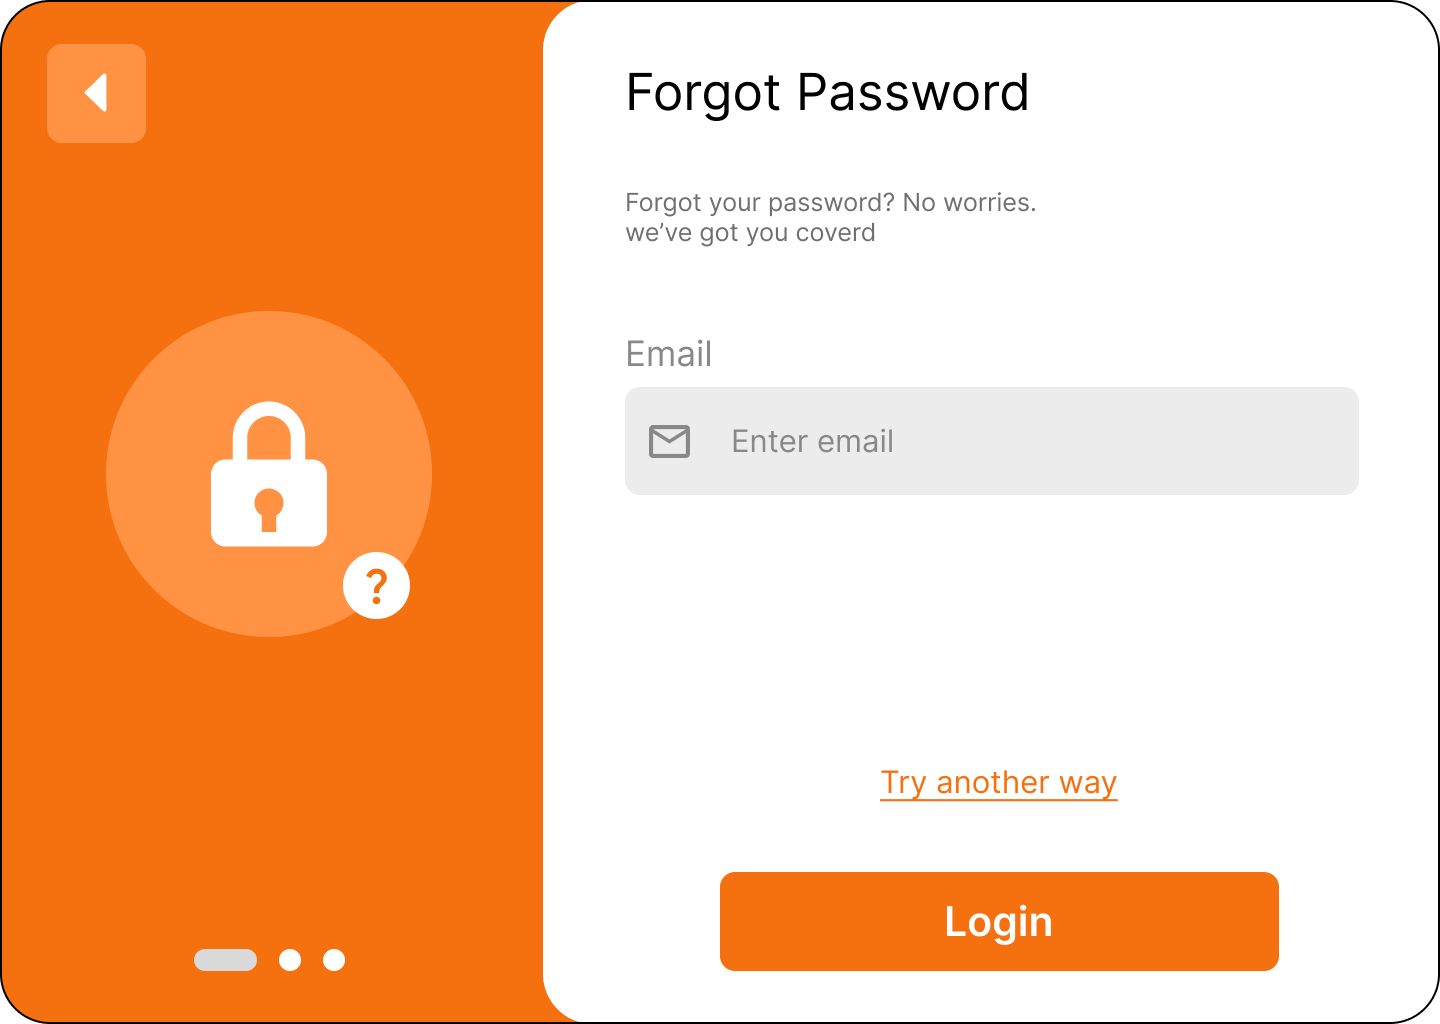 Forgot Password
Forgot your password? No worries.
we’ve got you coverd
Email
Enter email
?
Try another way
Login